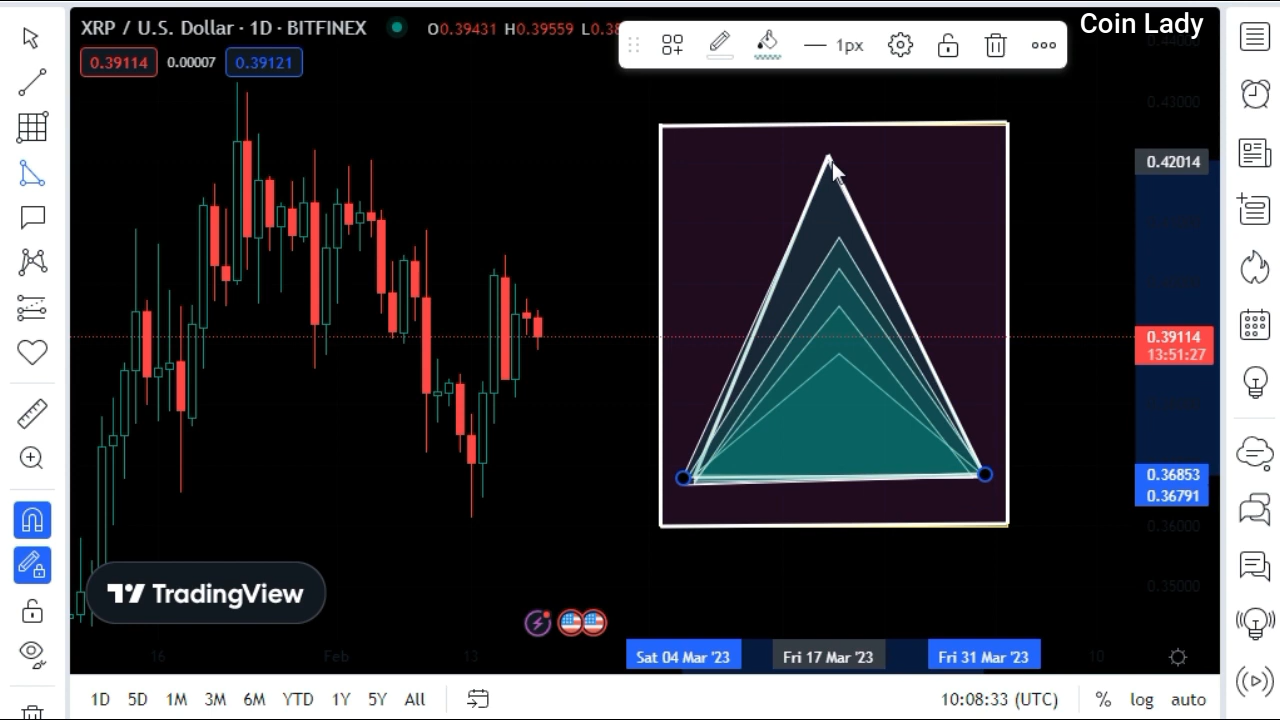 XRP / U.S. Dollar · 1D · BITFINEX
O0.39431 H0.39559 L0.38
1px
Coin Lady
0.39114 0.00007 0.39121
0.43000
0.42014
0.39114
13:51:27
0.36853
0.36791
0.36000
0.35000
TradingView
16 Feb 13 10
Sat 04 Mar '23 Fri 17 Mar '23 Fri 31 Mar '23
1D 5D 1M 3M 6M YTD 1Y 5Y All
10:08:33 (UTC) % log auto